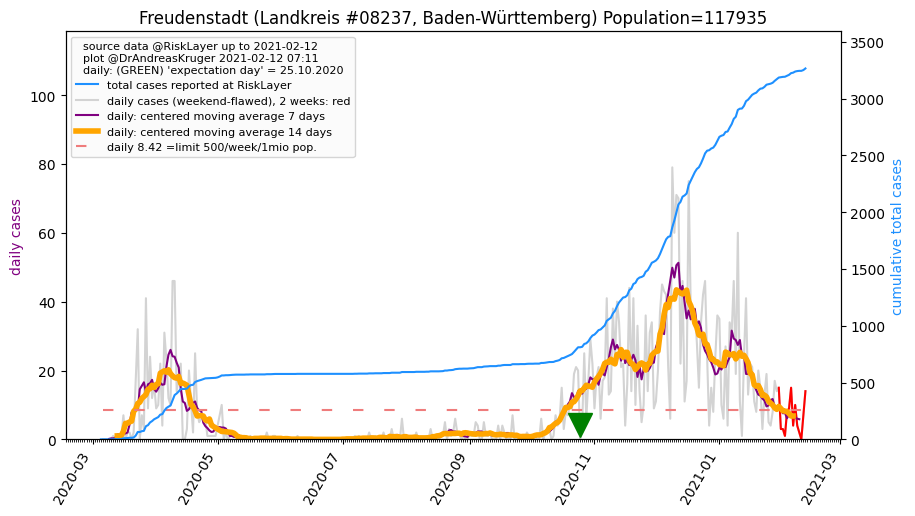 Freudenstadt (Landkreis #08237, Baden-Württemberg) Population=117935
source data @RiskLayer up to 2021-02-12
plot @DrAndreasKruger 2021-02-12 07:11
daily: (GREEN) 'expectation day' = 25.10.2020
total cases reported at RiskLayer
daily cases (weekend-flawed), 2 weeks: red
daily: centered moving average 7 days
daily: centered moving average 14 days
daily 8.42 =limit 500/week/1mio pop.
daily cases
100
80
60
40
20
0
3500
3000
2500
2000
1500
1000
500
0
cumulative total cases
2020-03
2020-05
2020-07
2020-09
2020-11
2021-01
2021-03